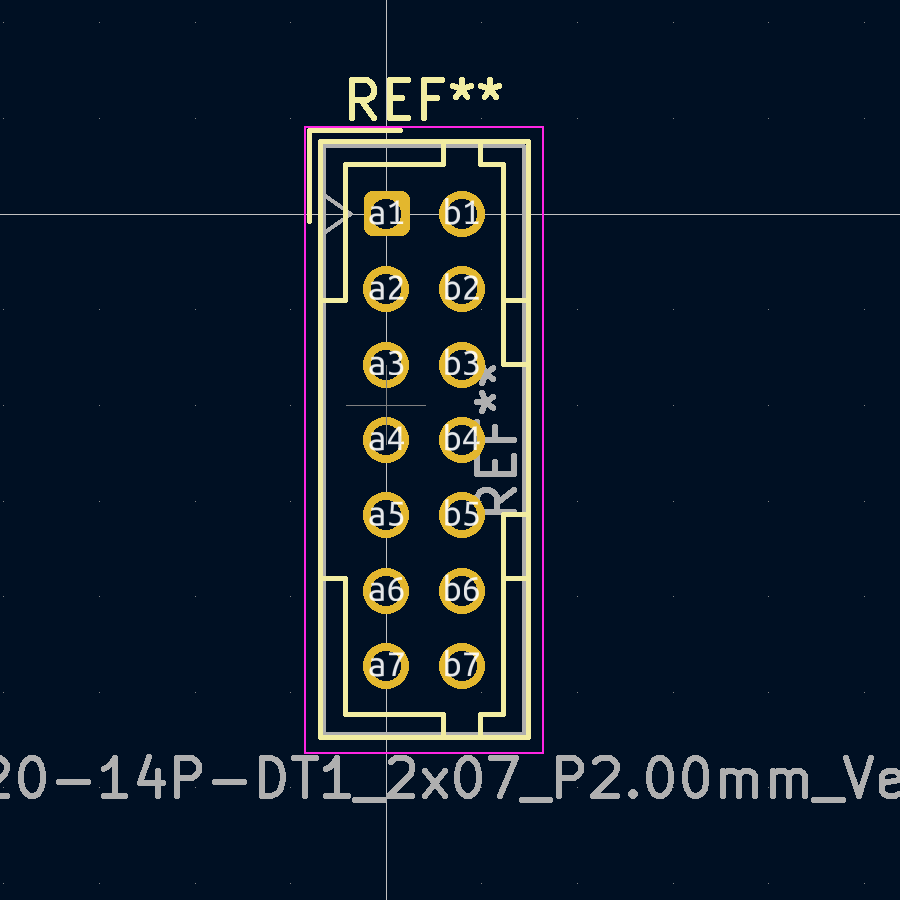 REF**
a1 b1
a2 b2
a3 b3
a4 b4
a5 b5
a6 b6
a7 b7
REF**
20-14P-DT1_2x07_P2.00mm_Ve